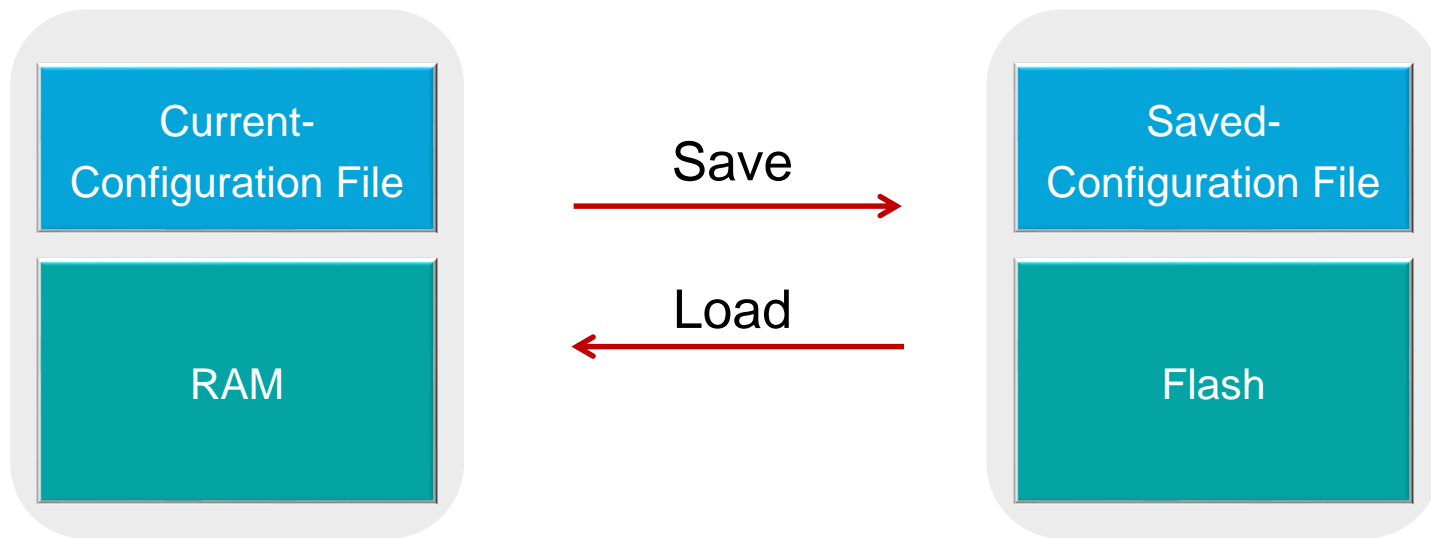 Current-
Configuration File
RAM
Save
Load
Saved-
Configuration File
Flash